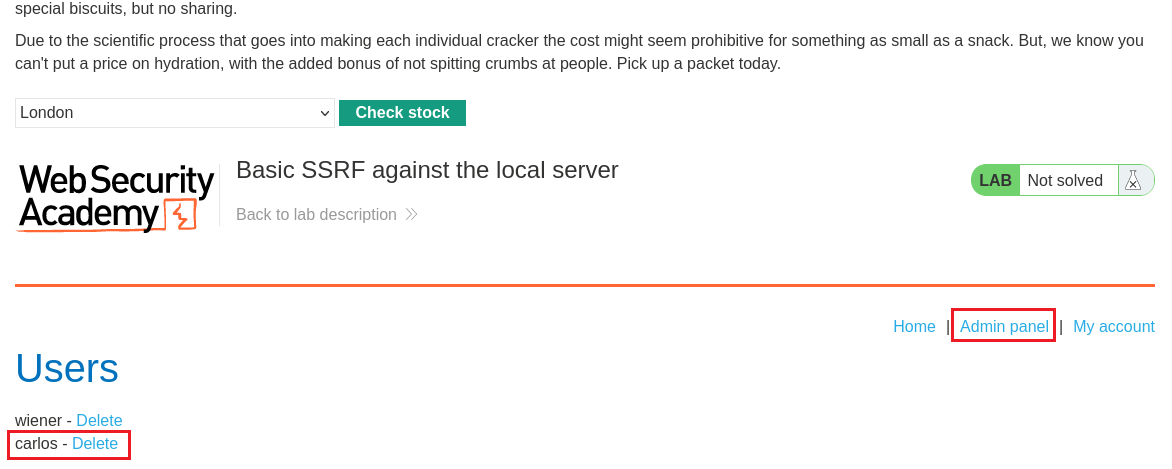 special biscuits, but no sharing.
Due to the scientific process that goes into making each individual cracker the cost might seem prohibitive for something as small as a snack. But, we know you
can't put a price on hydration, with the added bonus of not spitting crumbs at people. Pick up a packet today.
London Check stock
Web Security
Academy
Basic SSRF against the local server
Back to lab description
LAB Not solved
Home | Admin panel | My account
Users
wiener - Delete
carlos - Delete